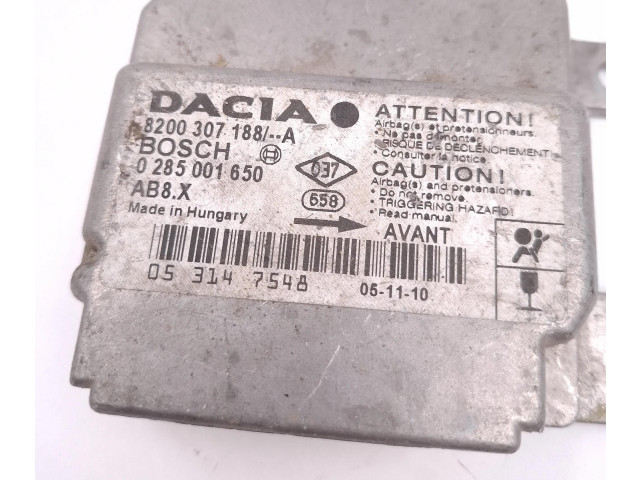 DACIA
8200 307 188/--A
BOSCH
0 285 001 650
AB8.X
Made in Hungary
037
658
ATTENTION!
Airbag(s) et pretensionneurs.
• Ne pas demonter.
RISQUE DE DÉCLENCHEMENT
• Consulter la notice.
CAUTION!
Airbag(s) and pretensioners.
• Do not remove.
• TRIGGERING HAZARD!
• Read manual.
AVANT
05 314 7548
05-11-10